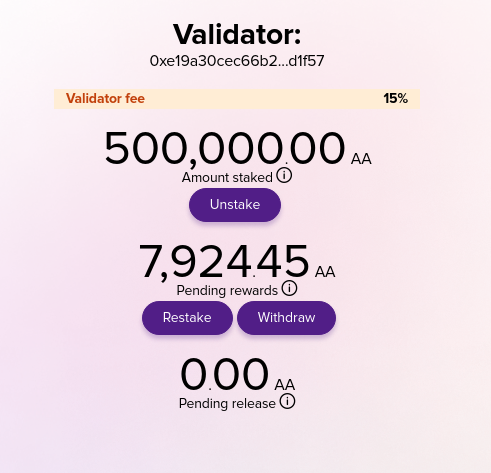 Validator:
0xe19a30cec66b2...d1f57
Validator fee 15%
500,000.00 AA
Amount staked
Unstake
7,924.45 AA
Pending rewards
Restake Withdraw
0.00 AA
Pending release